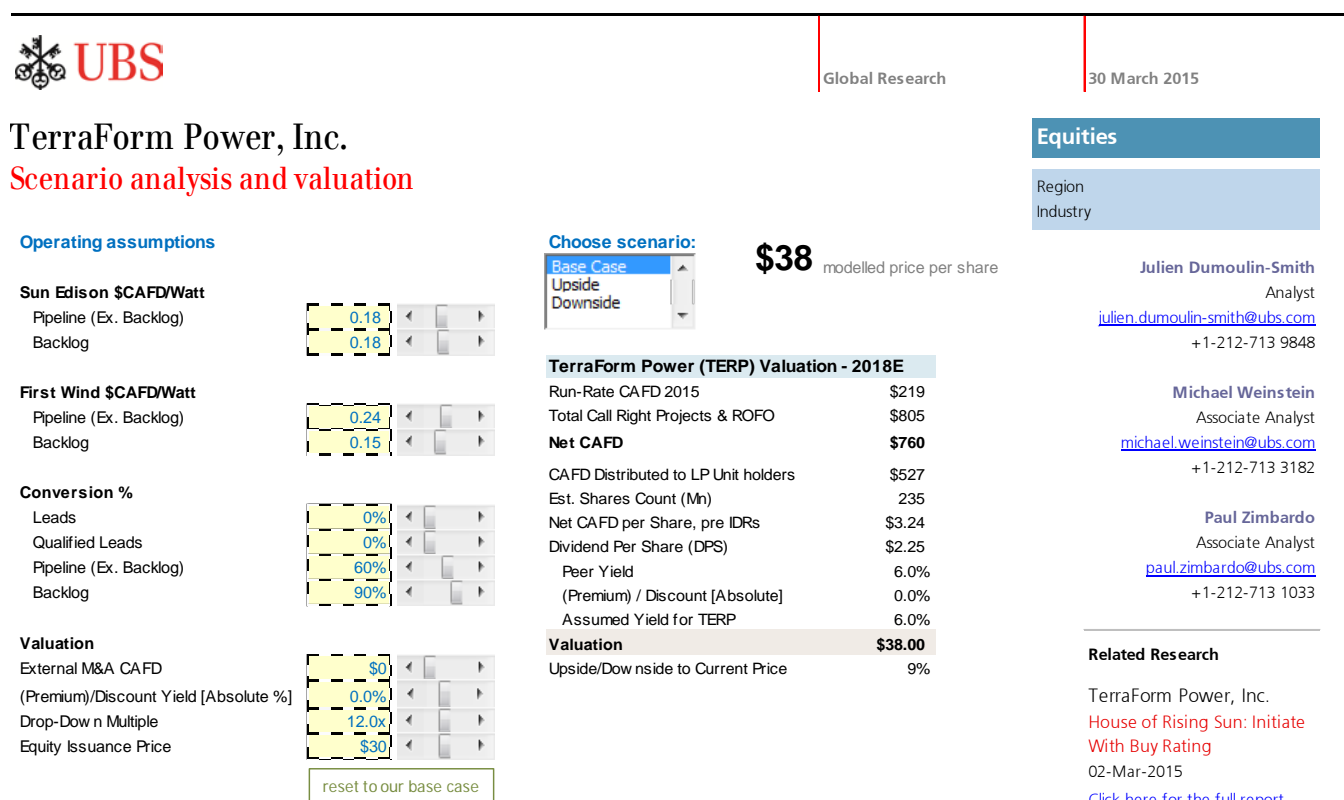 UBS
Global Research
30 March 2015
TerraForm Power, Inc.
Scenario analysis and valuation
Equities
Region
Industry
Operating assumptions
Sun Edison $CAFD/Watt
Pipeline (Ex. Backlog) 0.18
Backlog 0.18
First Wind $CAFD/Watt
Pipeline (Ex. Backlog) 0.24
Backlog 0.15
Conversion %
Leads 0%
Qualified Leads 0%
Pipeline (Ex. Backlog) 60%
Backlog 90%
Valuation
External M&A CAFD $0
(Premium)/Discount Yield [Absolute %] 0.0%
Drop-Down Multiple 12.0x
Equity Issuance Price $30
reset to our base case
Choose scenario:
Base Case
Upside
Downside
$38 modelled price per share
TerraForm Power (TERP) Valuation - 2018E
Run-Rate CAFD 2015 $219
Total Call Right Projects & ROFO $805
Net CAFD $760
CAFD Distributed to LP Unit holders $527
Est. Shares Count (Mn) 235
Net CAFD per Share, pre IDRs $3.24
Dividend Per Share (DPS) $2.25
Peer Yield 6.0%
(Premium) / Discount [Absolute] 0.0%
Assumed Yield for TERP 6.0%
Valuation $38.00
Upside/Downside to Current Price 9%
Julien Dumoulin-Smith
Analyst
julien.dumoulin-smith@ubs.com
+1-212-713 9848
Michael Weinstein
Associate Analyst
michael.weinstein@ubs.com
+1-212-713 3182
Paul Zimbardo
Associate Analyst
paul.zimbardo@ubs.com
+1-212-713 1033
Related Research
TerraForm Power, Inc.
House of Rising Sun: Initiate
With Buy Rating
02-Mar-2015
Click here for the full report